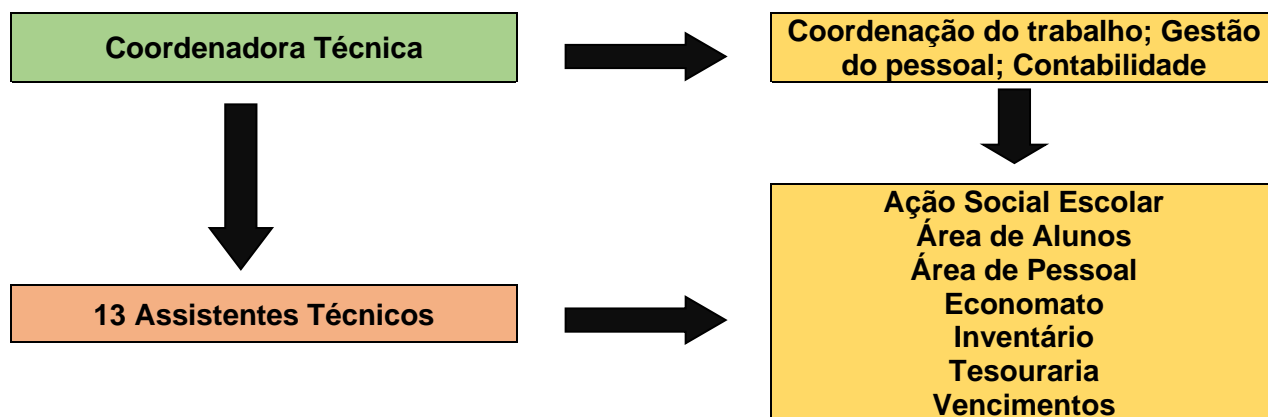 Coordenadora Técnica
Coordenação do trabalho; Gestão
do pessoal; Contabilidade
13 Assistentes Técnicos
Ação Social Escolar
Área de Alunos
Área de Pessoal
Economato
Inventário
Tesouraria
Vencimentos